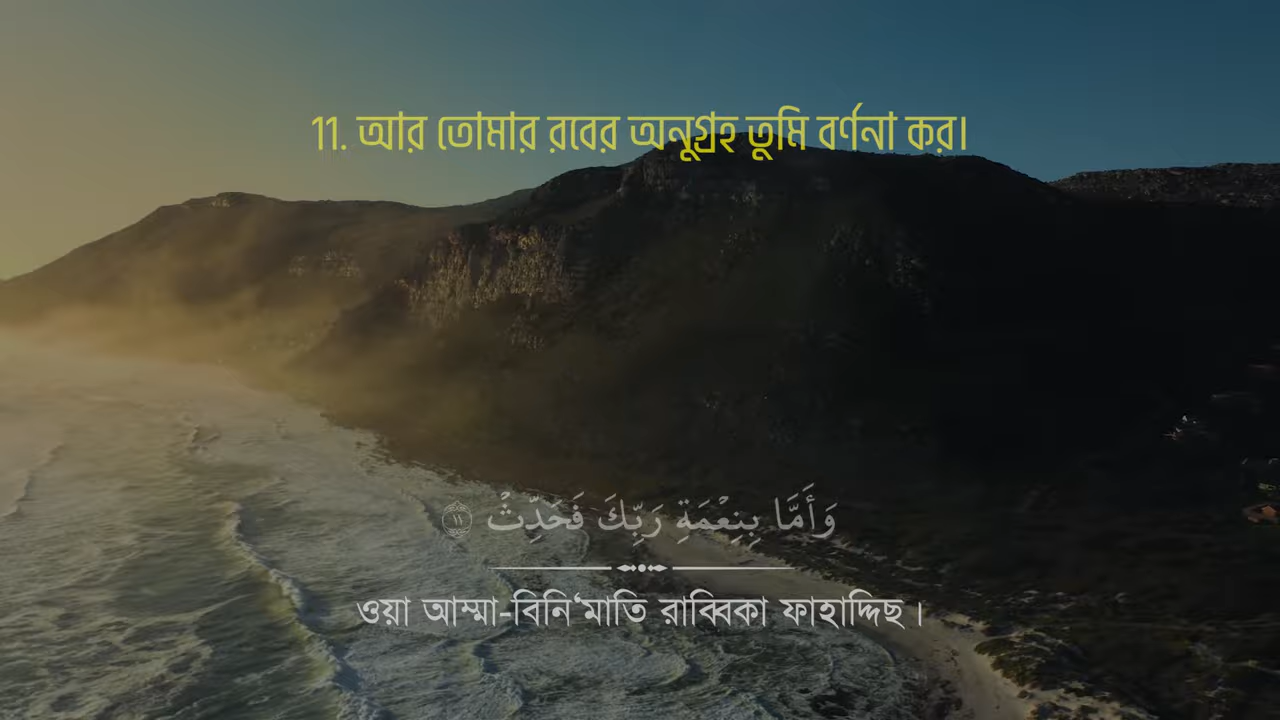 11. আর তোমার রবের অনুগ্রহ তুমি বর্ণনা কর।
وَأَمَّا بِنِعْمَةِ رَبِّكَ فَحَدِّثْ ١١
ওয়া আম্মা-বিনি‘মাতি রাব্বিকা ফাহাদ্দিছ।